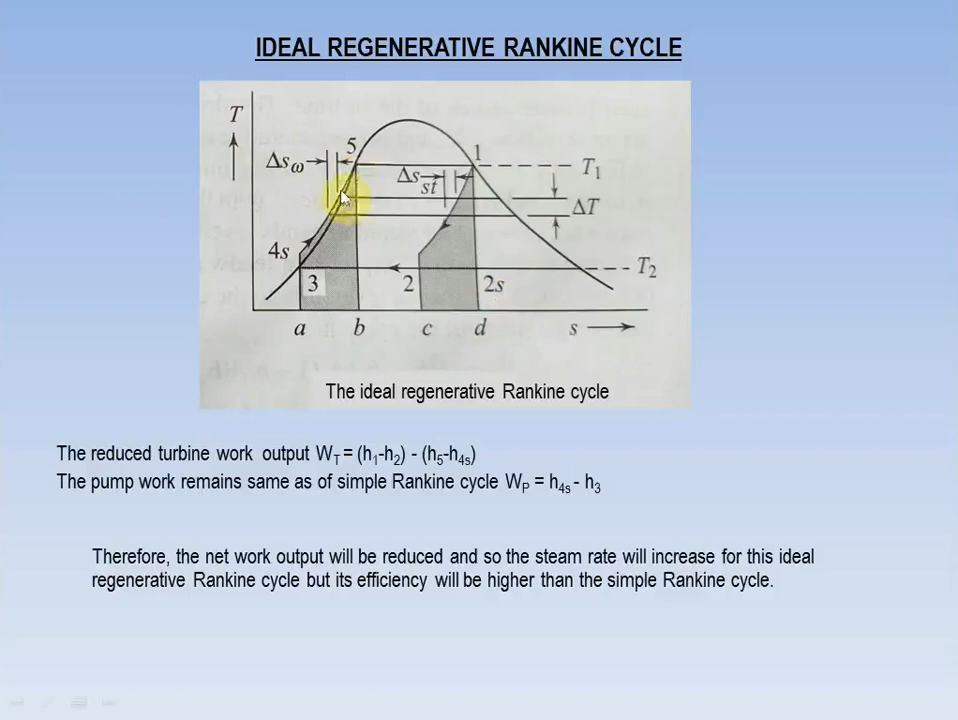 IDEAL REGENERATIVE RANKINE CYCLE
T
5
1
Δsω
Δs
st
T1
ΔT
4s
3
2
2s
T2
a
b
c
d
s
The ideal regenerative Rankine cycle
The reduced turbine work output WT = (h1-h2) - (h5-h4s)
The pump work remains same as of simple Rankine cycle WP = h4s - h3
Therefore, the net work output will be reduced and so the steam rate will increase for this ideal
regenerative Rankine cycle but its efficiency will be higher than the simple Rankine cycle.